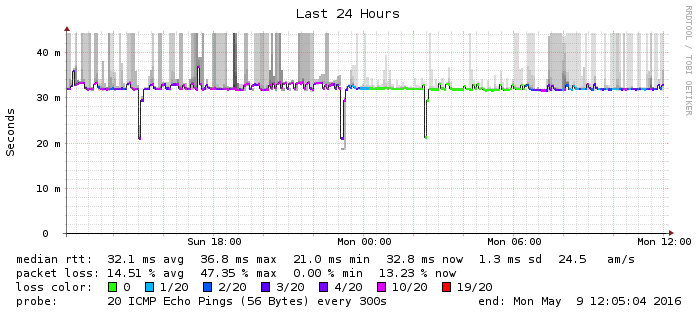 Last 24 Hours
RRDTOOL / TOBI OETIKER
Seconds
40 m
30 m
20 m
10 m
0
Sun 18:00 Mon 00:00 Mon 06:00 Mon 12:00
median rtt: 32.1 ms avg 36.8 ms max 21.0 ms min 32.8 ms now 1.3 ms sd 24.5 am/s
packet loss: 14.51 % avg 47.35 % max 0.00 % min 13.23 % now
loss color: 0 1/20 2/20 3/20 4/20 10/20 19/20
probe: 20 ICMP Echo Pings (56 Bytes) every 300s end: Mon May 9 12:05:04 2016